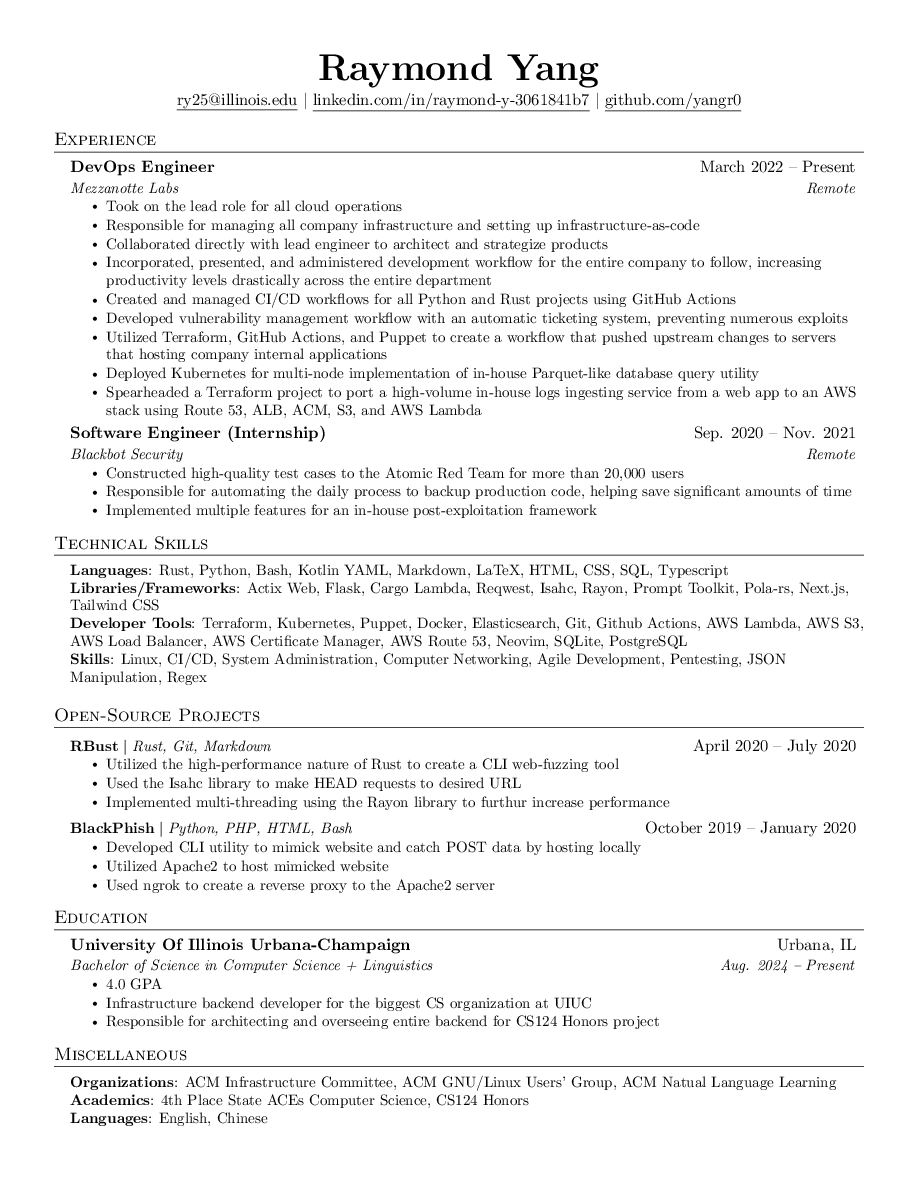 Raymond Yang
ry25@illinois.edu | linkedin.com/in/raymond-y-3061841b7 | github.com/yangr0
Experience
DevOps Engineer March 2022 – Present
Mezzanotte Labs Remote
• Took on the lead role for all cloud operations
• Responsible for managing all company infrastructure and setting up infrastructure-as-code
• Collaborated directly with lead engineer to architect and strategize products
• Incorporated, presented, and administered development workflow for the entire company to follow, increasing
productivity levels drastically across the entire department
• Created and managed CI/CD workflows for all Python and Rust projects using GitHub Actions
• Developed vulnerability management workflow with an automatic ticketing system, preventing numerous exploits
• Utilized Terraform, GitHub Actions, and Puppet to create a workflow that pushed upstream changes to servers
that hosting company internal applications
• Deployed Kubernetes for multi-node implementation of in-house Parquet-like database query utility
• Spearheaded a Terraform project to port a high-volume in-house logs ingesting service from a web app to an AWS
stack using Route 53, ALB, ACM, S3, and AWS Lambda
Software Engineer (Internship) Sep. 2020 – Nov. 2021
Blackbot Security Remote
• Constructed high-quality test cases to the Atomic Red Team for more than 20,000 users
• Responsible for automating the daily process to backup production code, helping save significant amounts of time
• Implemented multiple features for an in-house post-exploitation framework
Technical Skills
Languages: Rust, Python, Bash, Kotlin YAML, Markdown, LaTeX, HTML, CSS, SQL, Typescript
Libraries/Frameworks: Actix Web, Flask, Cargo Lambda, Reqwest, Isahc, Rayon, Prompt Toolkit, Pola-rs, Next.js,
Tailwind CSS
Developer Tools: Terraform, Kubernetes, Puppet, Docker, Elasticsearch, Git, Github Actions, AWS Lambda, AWS S3,
AWS Load Balancer, AWS Certificate Manager, AWS Route 53, Neovim, SQLite, PostgreSQL
Skills: Linux, CI/CD, System Administration, Computer Networking, Agile Development, Pentesting, JSON
Manipulation, Regex
Open-Source Projects
RBust | Rust, Git, Markdown April 2020 – July 2020
• Utilized the high-performance nature of Rust to create a CLI web-fuzzing tool
• Used the Isahc library to make HEAD requests to desired URL
• Implemented multi-threading using the Rayon library to furthur increase performance
BlackPhish | Python, PHP, HTML, Bash October 2019 – January 2020
• Developed CLI utility to mimick website and catch POST data by hosting locally
• Utilized Apache2 to host mimicked website
• Used ngrok to create a reverse proxy to the Apache2 server
Education
University Of Illinois Urbana-Champaign Urbana, IL
Bachelor of Science in Computer Science + Linguistics Aug. 2024 – Present
• 4.0 GPA
• Infrastructure backend developer for the biggest CS organization at UIUC
• Responsible for architecting and overseeing entire backend for CS124 Honors project
Miscellaneous
Organizations: ACM Infrastructure Committee, ACM GNU/Linux Users' Group, ACM Natual Language Learning
Academics: 4th Place State ACEs Computer Science, CS124 Honors
Languages: English, Chinese